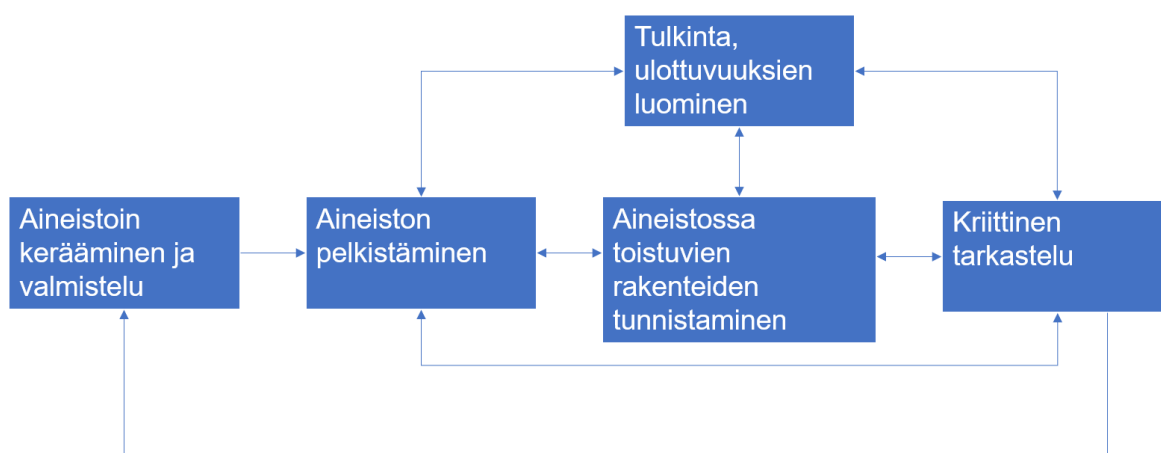 Tulkinta,
ulottuvuuksien
luominen
Aineistoin
kerääminen ja
valmistelu
Aineiston
pelkistäminen
Aineistossa
toistuvien
rakenteiden
tunnistaminen
Kriittinen
tarkastelu